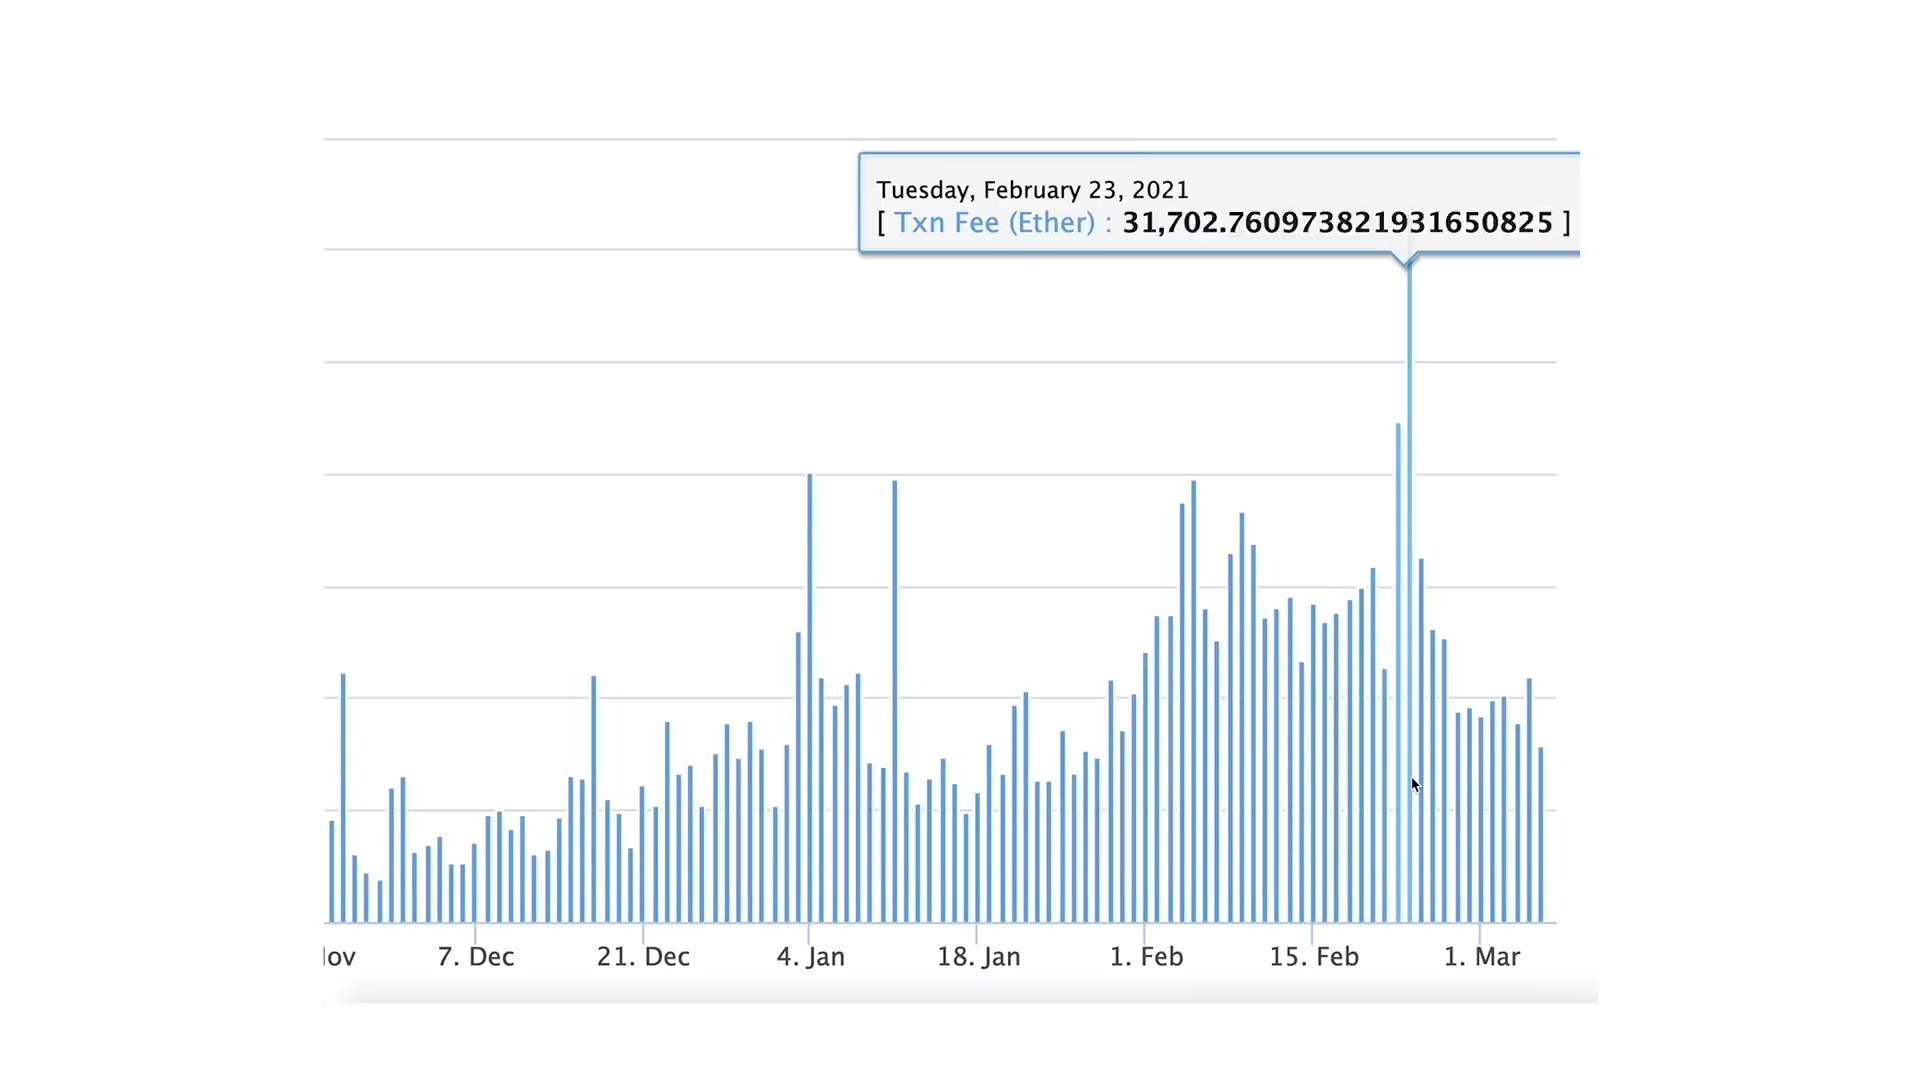 Tuesday, February 23, 2021
[ Txn Fee (Ether) : 31,702.760973821931650825 ]
7. Dec 21. Dec 4. Jan 18. Jan 1. Feb 15. Feb 1. Mar